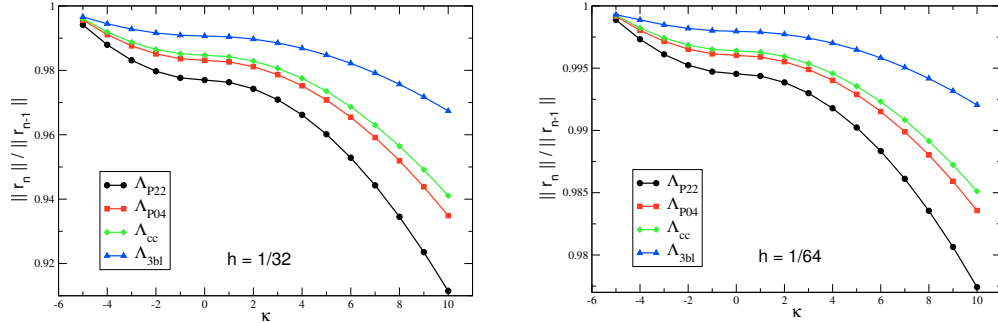 || r_n || / || r_{n-1} ||
1
0.98
0.96
0.94
0.92
Λ_P22
Λ_P04
Λ_cc
Λ_3bl
h = 1/32
-6 -4 -2 0 2 4 6 8 10
κ
|| r_n || / || r_{n-1} ||
1
0.995
0.99
0.985
0.98
Λ_P22
Λ_P04
Λ_cc
Λ_3bl
h = 1/64
-6 -4 -2 0 2 4 6 8 10
κ